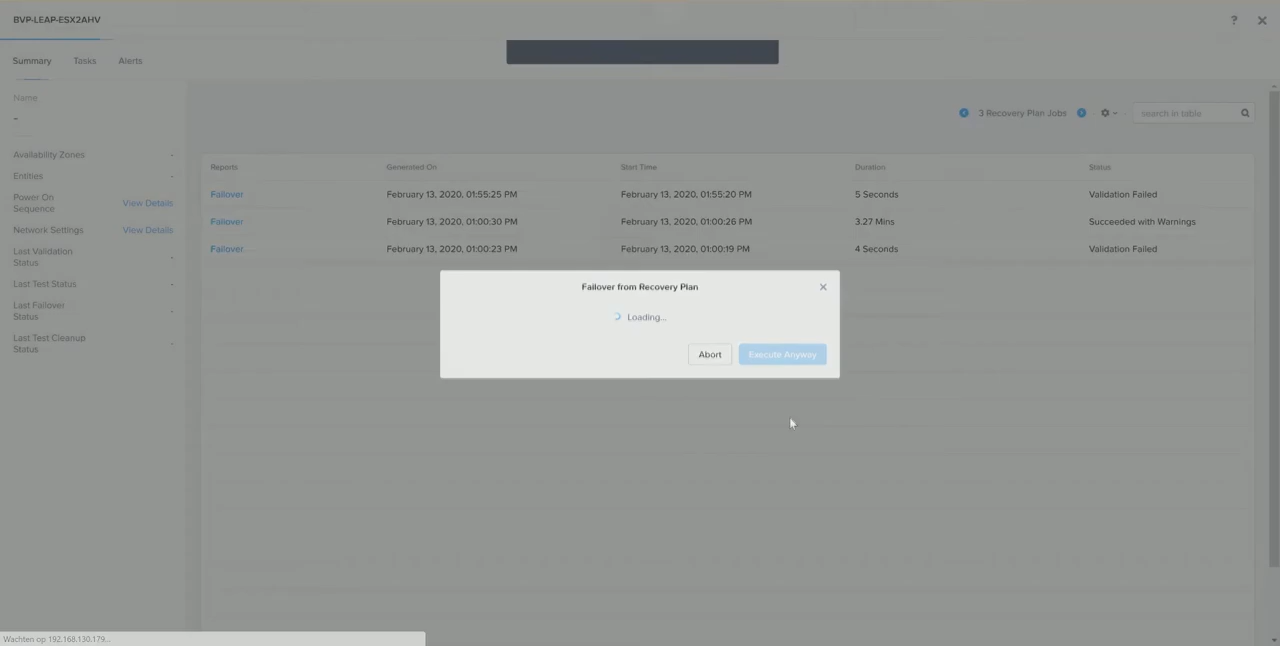 BVP-LEAP-ESX2AHV
?
Summary Tasks Alerts
Name
-
3 Recovery Plan Jobs
search in table
Availability Zones -
Entities -
Power On
Sequence
View Details
Network Settings View Details
Last Validation
Status
-
Last Test Status -
Last Failover
Status
-
Last Test Cleanup
Status
-
Reports Generated On Start Time Duration Status
Failover February 13, 2020, 01:55:25 PM February 13, 2020, 01:55:20 PM 5 Seconds Validation Failed
Failover February 13, 2020, 01:00:30 PM February 13, 2020, 01:00:26 PM 3.27 Mins Succeeded with Warnings
Failover February 13, 2020, 01:00:23 PM February 13, 2020, 01:00:19 PM 4 Seconds Validation Failed
Failover from Recovery Plan
Loading...
Abort Execute Anyway
Wachten op 192.168.130.179...